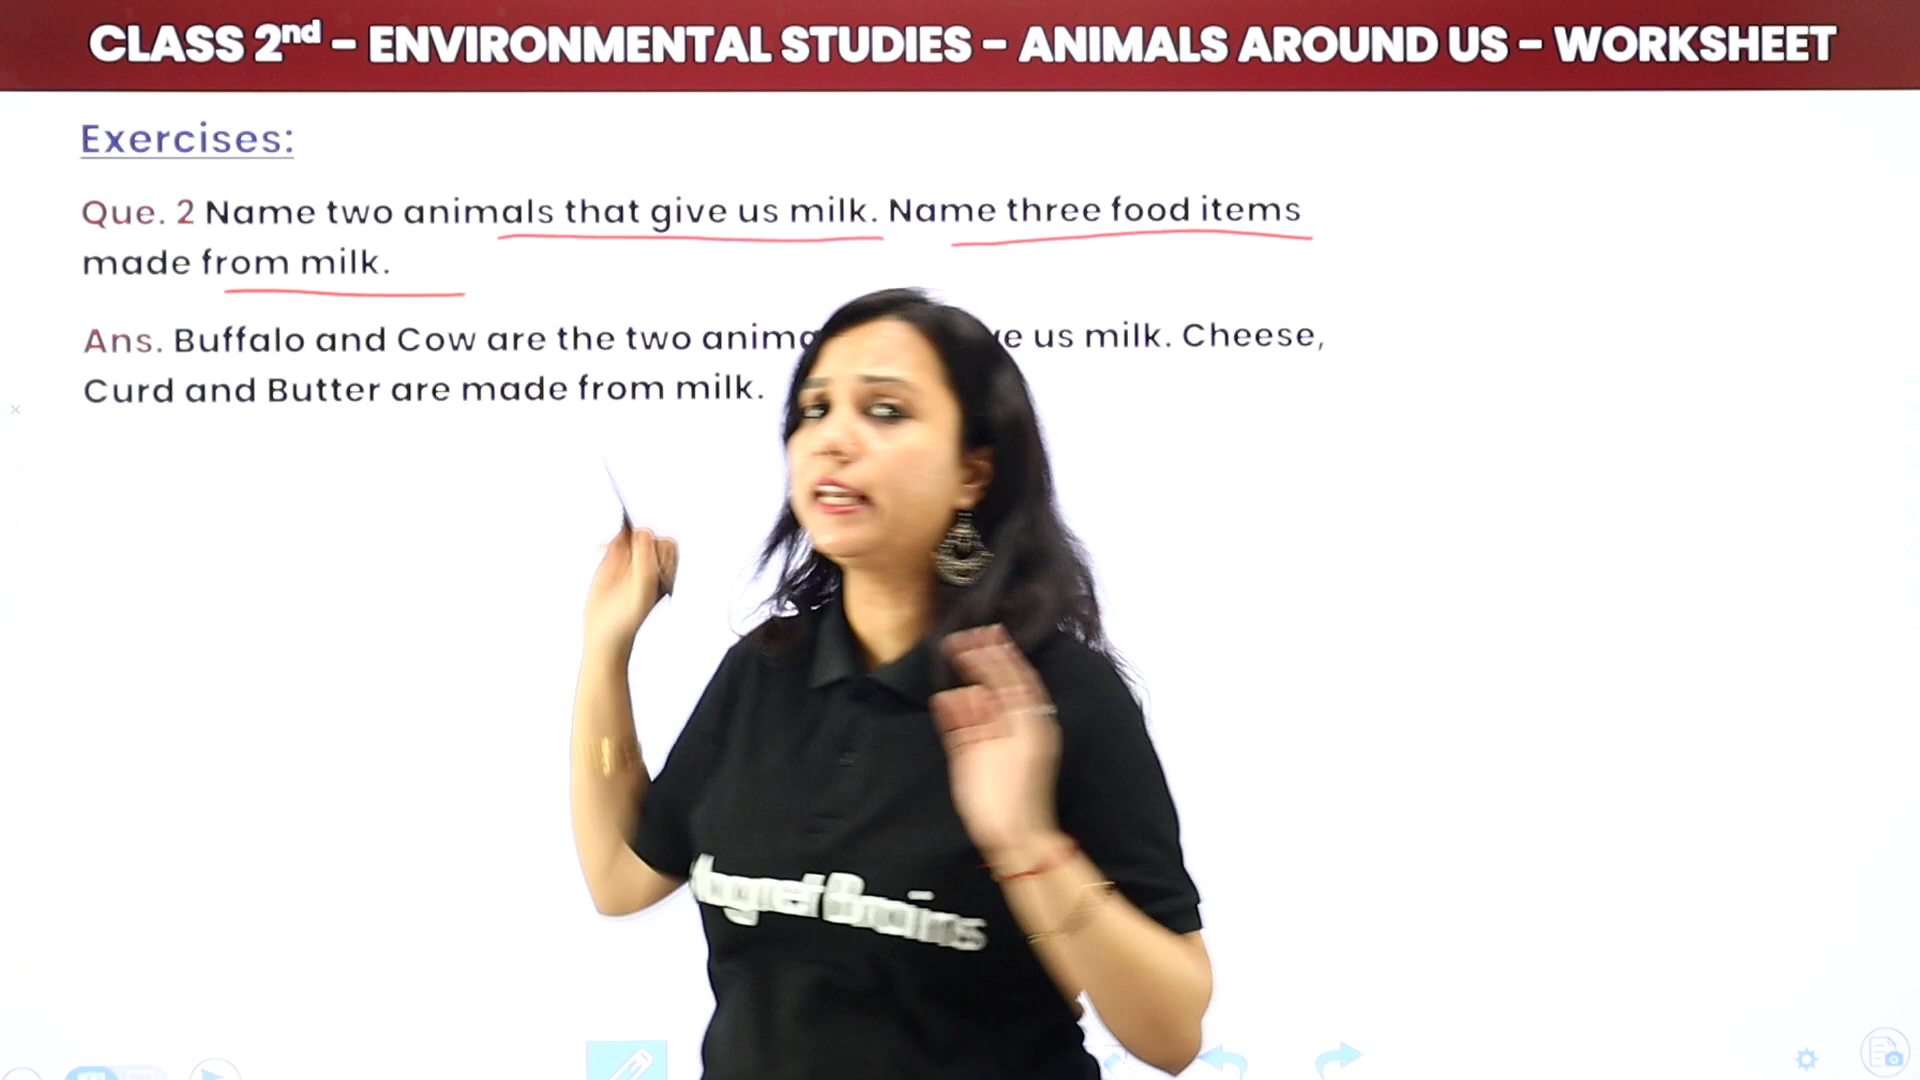 CLASS 2nd – ENVIRONMENTAL STUDIES – ANIMALS AROUND US – WORKSHEET
Exercises:
Que. 2 Name two animals that give us milk. Name three food items
made from milk.
Ans. Buffalo and Cow are the two us milk. Cheese,
Curd and Butter are made from milk.
Magnet Brains